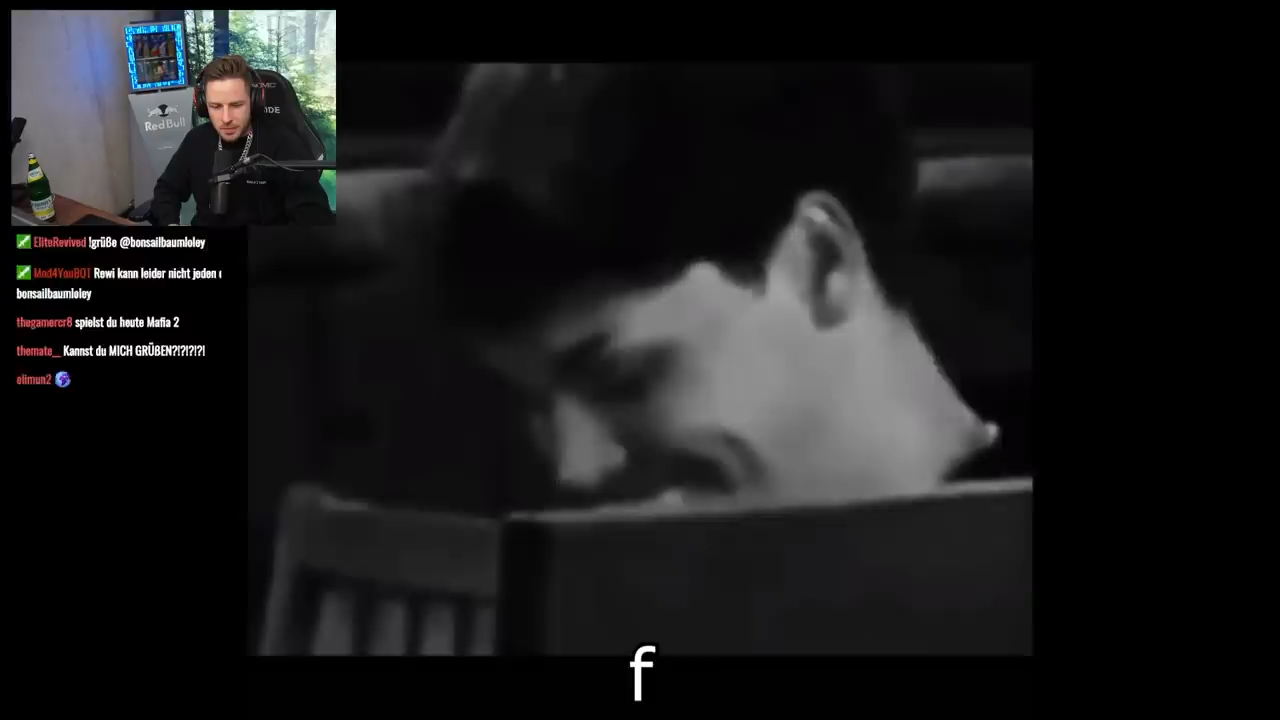 Red Bull
EliteRevived !grüße @bonsailbaumloley
Mod4YouBOT Rewi kann leider nicht jeden
bonsailbaumloley
thegamercr8 spielst du heute Mafia 2
themato__ Kannst du MICH GRÜßEN?!?!?!?!
elimun2
f